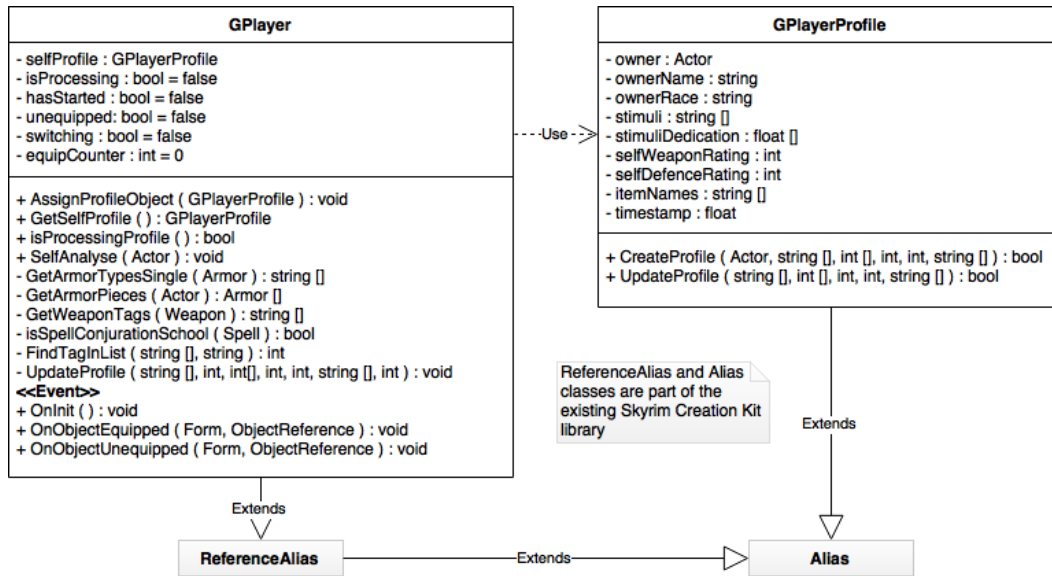 GPlayer
- selfProfile : GPlayerProfile
- isProcessing : bool = false
- hasStarted : bool = false
- unequipped: bool = false
- switching : bool = false
- equipCounter : int = 0
+ AssignProfileObject ( GPlayerProfile ) : void
+ GetSelfProfile ( ) : GPlayerProfile
+ isProcessingProfile ( ) : bool
+ SelfAnalyse ( Actor ) : void
- GetArmorTypesSingle ( Armor ) : string []
- GetArmorPieces ( Actor ) : Armor []
- GetWeaponTags ( Weapon ) : string []
- isSpellConjurationSchool ( Spell ) : bool
- FindTagInList ( string [], string ) : int
- UpdateProfile ( string [], int, int[], int, int, string [], int ) : void
<<Event>>
+ OnInit ( ) : void
+ OnObjectEquipped ( Form, ObjectReference ) : void
+ OnObjectUnequipped ( Form, ObjectReference ) : void
Use
GPlayerProfile
- owner : Actor
- ownerName : string
- ownerRace : string
- stimuli : string []
- stimuliDedication : float []
- selfWeaponRating : int
- selfDefenceRating : int
- itemNames : string []
- timestamp : float
+ CreateProfile ( Actor, string [], int [], int, int, string [] ) : bool
+ UpdateProfile ( string [], int [], int, int, string [] ) : bool
ReferenceAlias and Alias
classes are part of the
existing Skyrim Creation Kit
library
Extends
Extends
ReferenceAlias
Extends
Alias